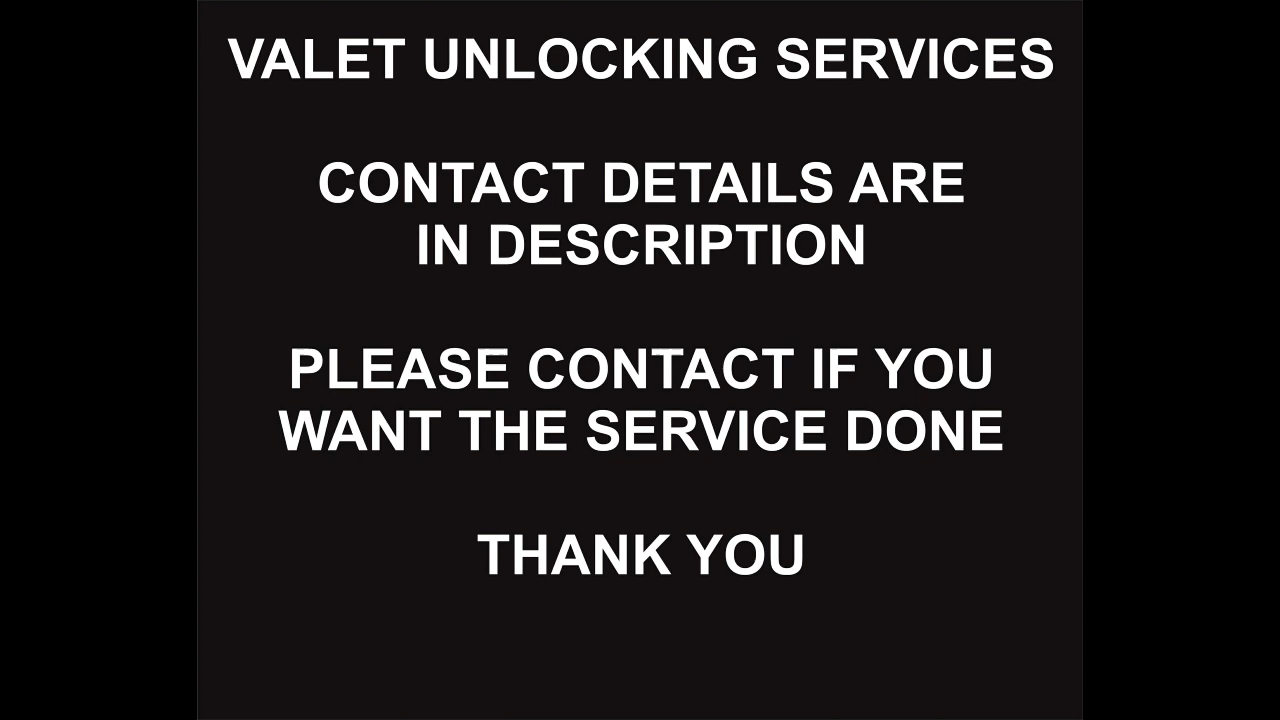 VALET UNLOCKING SERVICES
CONTACT DETAILS ARE
IN DESCRIPTION
PLEASE CONTACT IF YOU
WANT THE SERVICE DONE
THANK YOU